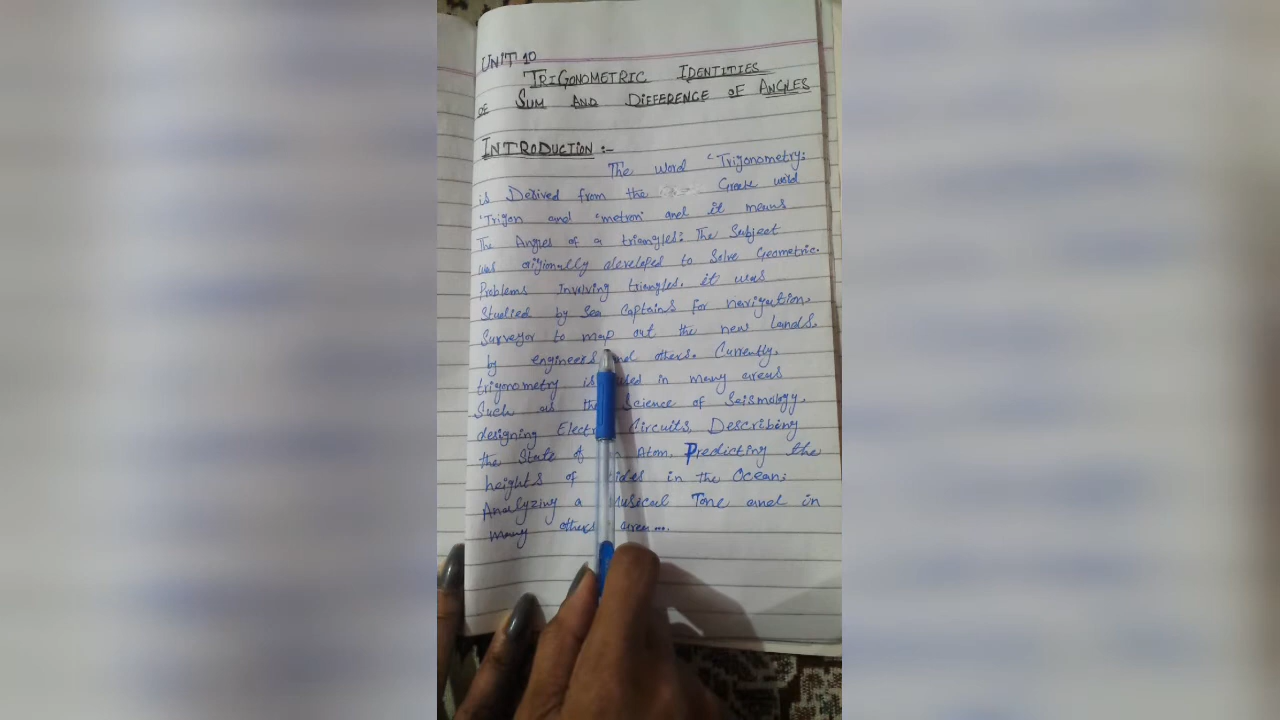 UNIT 10
TRIGONOMETRIC IDENTITIES
OF SUM AND DIFFERENCE OF ANGLES
INTRODUCTION :-
The word 'Trigonometry;
is Derived from the Greek word
'Trigon and 'metron' and it means
The Angles of a triangles: The Subject
was origionally developed to solve Geometric.
Problems Involving triangles. it was
Studied by Sea Captains for navigation.
Surveyor to map out the new Lands.
by engineers and others. Currently,
trigonometry is used in many areas
Such as the Science of Seismology.
designing Electr Circuits, Describing
the State of Atom, Predicting the
heights of tides in the Ocean;
Analyzing a Musical Tone and in
many others area...